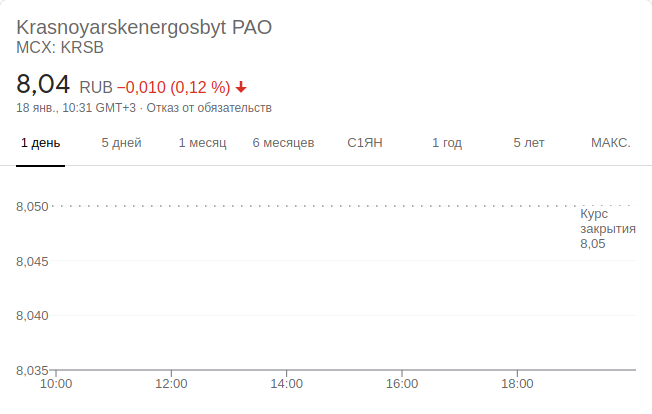 Krasnoyarskenergosbyt PAO
MCX: KRSB
8,04 RUB −0,010 (0,12 %)
18 янв., 10:31 GMT+3 · Отказ от обязательств
1 день 5 дней 1 месяц 6 месяцев С1ЯН 1 год 5 лет МАКС.
8,050
Курс
закрытия
8,05
8,045
8,040
8,035
10:00 12:00 14:00 16:00 18:00